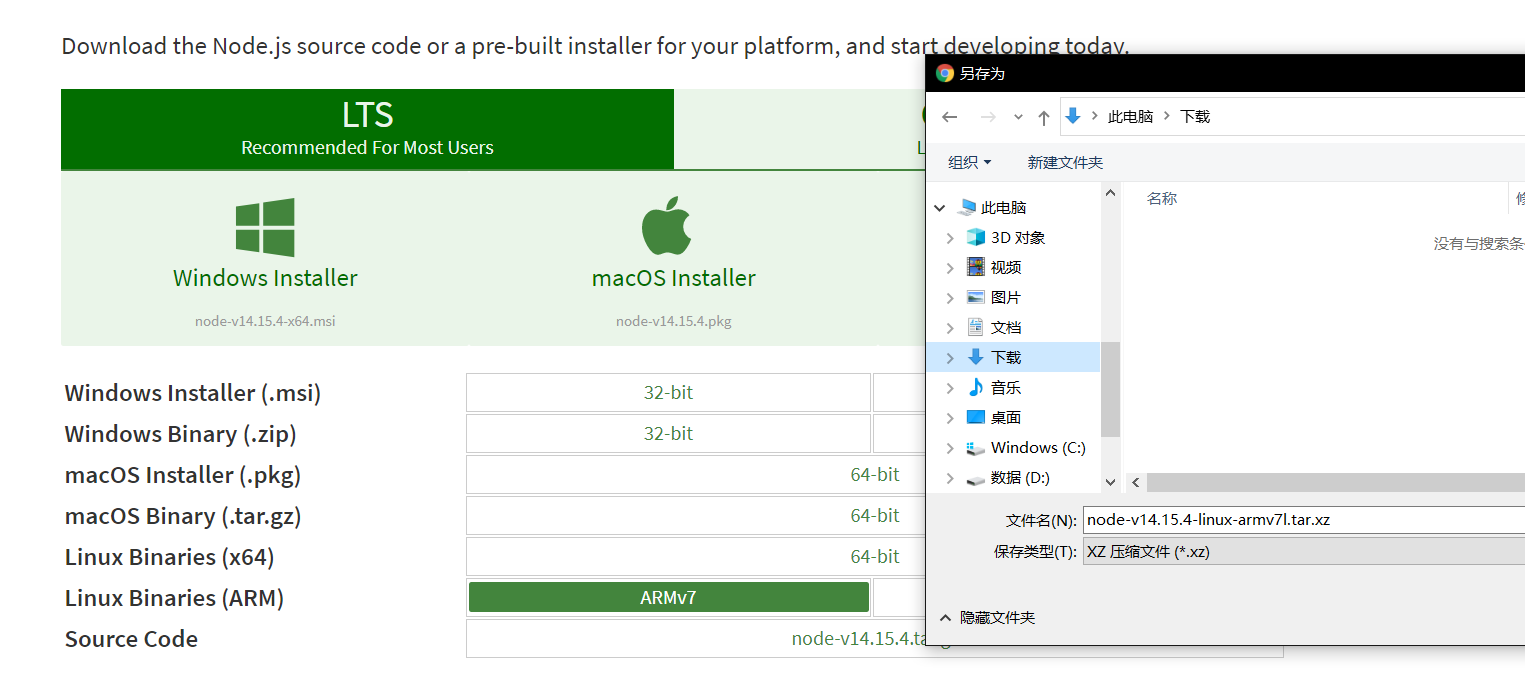 Download the Node.js source code or a pre-built installer for your platform, and start developing today.
LTS
Recommended For Most Users
Windows Installer
node-v14.15.4-x64.msi
macOS Installer
node-v14.15.4.pkg
Windows Installer (.msi)
32-bit
Windows Binary (.zip)
32-bit
macOS Installer (.pkg)
64-bit
macOS Binary (.tar.gz)
64-bit
Linux Binaries (x64)
64-bit
Linux Binaries (ARM)
ARMv7
Source Code
node-v14.15.4.ta
另存为
此电脑
下载
组织
新建文件夹
名称
没有与搜索条
此电脑
3D 对象
视频
图片
文档
下载
音乐
桌面
Windows (C:)
数据 (D:)
文件名(N):
node-v14.15.4-linux-armv7l.tar.xz
保存类型(T):
XZ 压缩文件 (*.xz)
隐藏文件夹